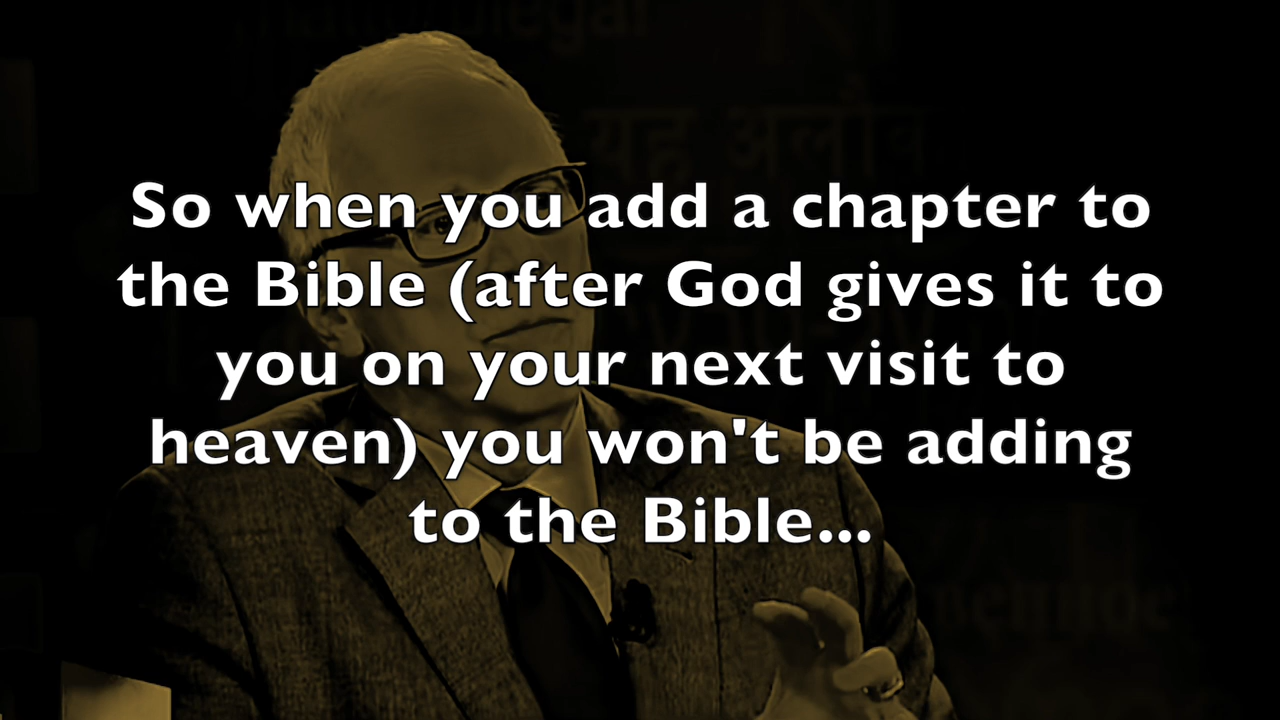 So when you add a chapter to
the Bible (after God gives it to
you on your next visit to
heaven) you won't be adding
to the Bible...
यह